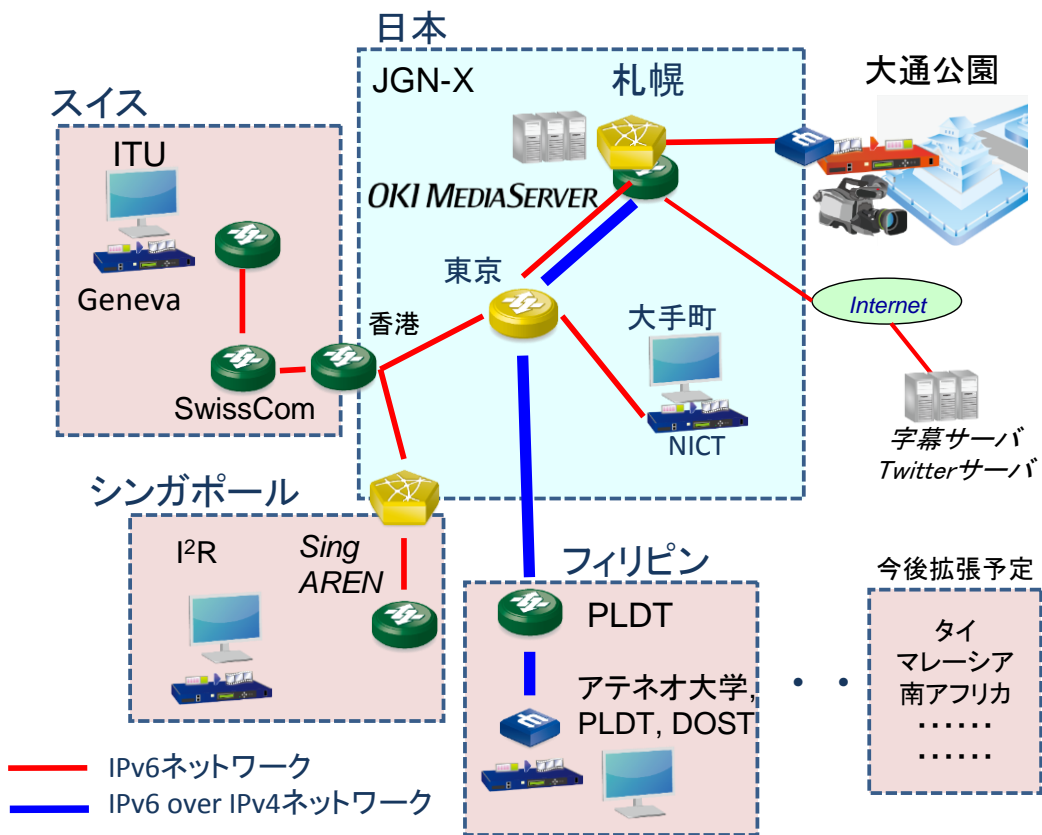 日本
JGN-X
札幌
大通公園
スイス
ITU
OKI MEDIASERVER
Geneva
東京
香港
大手町
Internet
SwissCom
NICT
字幕サーバ
Twitterサーバ
シンガポール
I²R
Sing
AREN
フィリピン
PLDT
アテネオ大学,
PLDT, DOST
・・
今後拡張予定
タイ
マレーシア
南アフリカ
……
……
IPv6ネットワーク
IPv6 over IPv4ネットワーク